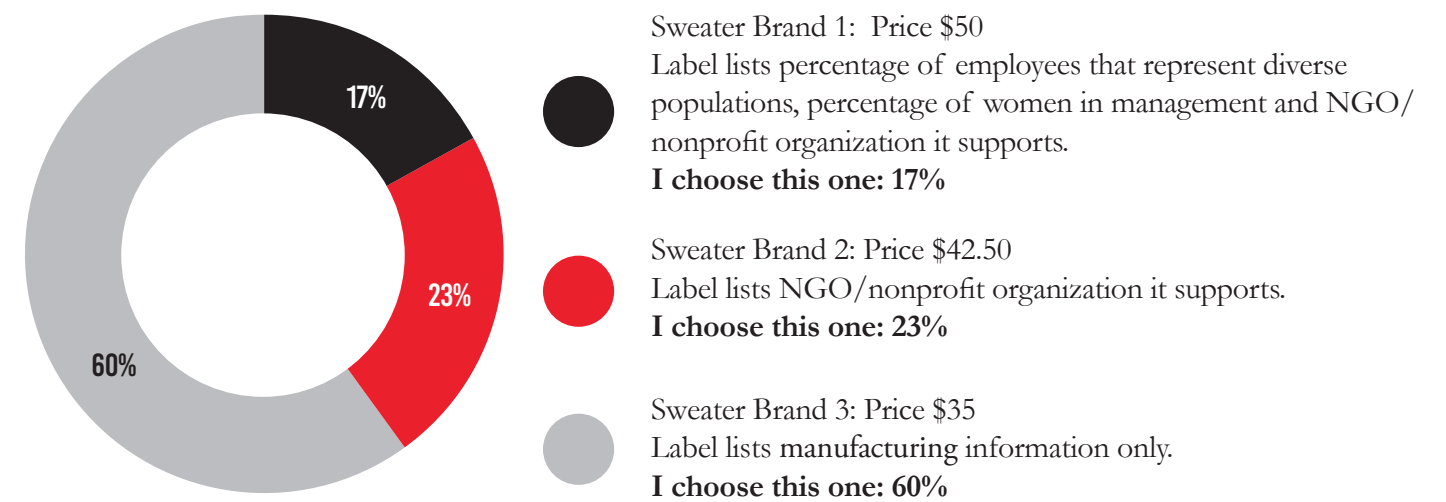 17%
23%
60%
Sweater Brand 1: Price $50
Label lists percentage of employees that represent diverse
populations, percentage of women in management and NGO/
nonprofit organization it supports.
I choose this one: 17%
Sweater Brand 2: Price $42.50
Label lists NGO/nonprofit organization it supports.
I choose this one: 23%
Sweater Brand 3: Price $35
Label lists manufacturing information only.
I choose this one: 60%